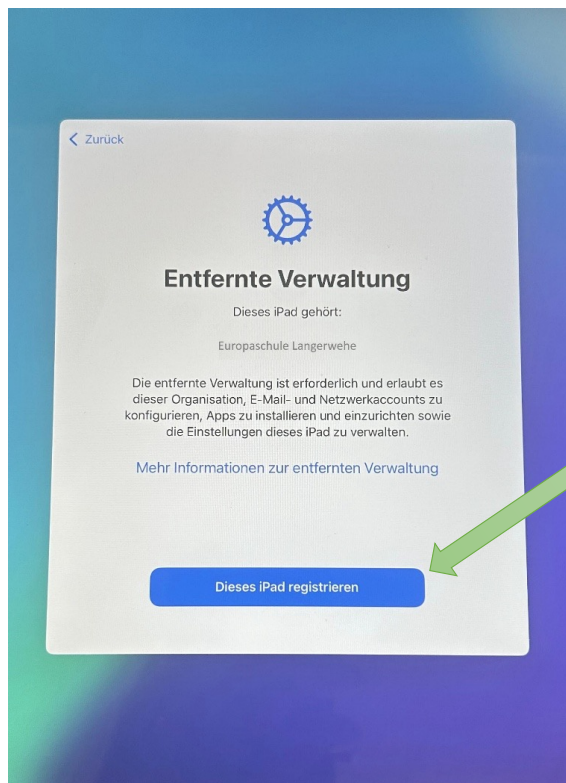 Zurück
Entfernte Verwaltung
Dieses iPad gehört:
Europaschule Langerwehe
Die entfernte Verwaltung ist erforderlich und erlaubt es
dieser Organisation, E-Mail- und Netzwerkaccounts zu
konfigurieren, Apps zu installieren und einzurichten sowie
die Einstellungen dieses iPad zu verwalten.
Mehr Informationen zur entfernten Verwaltung
Dieses iPad registrieren